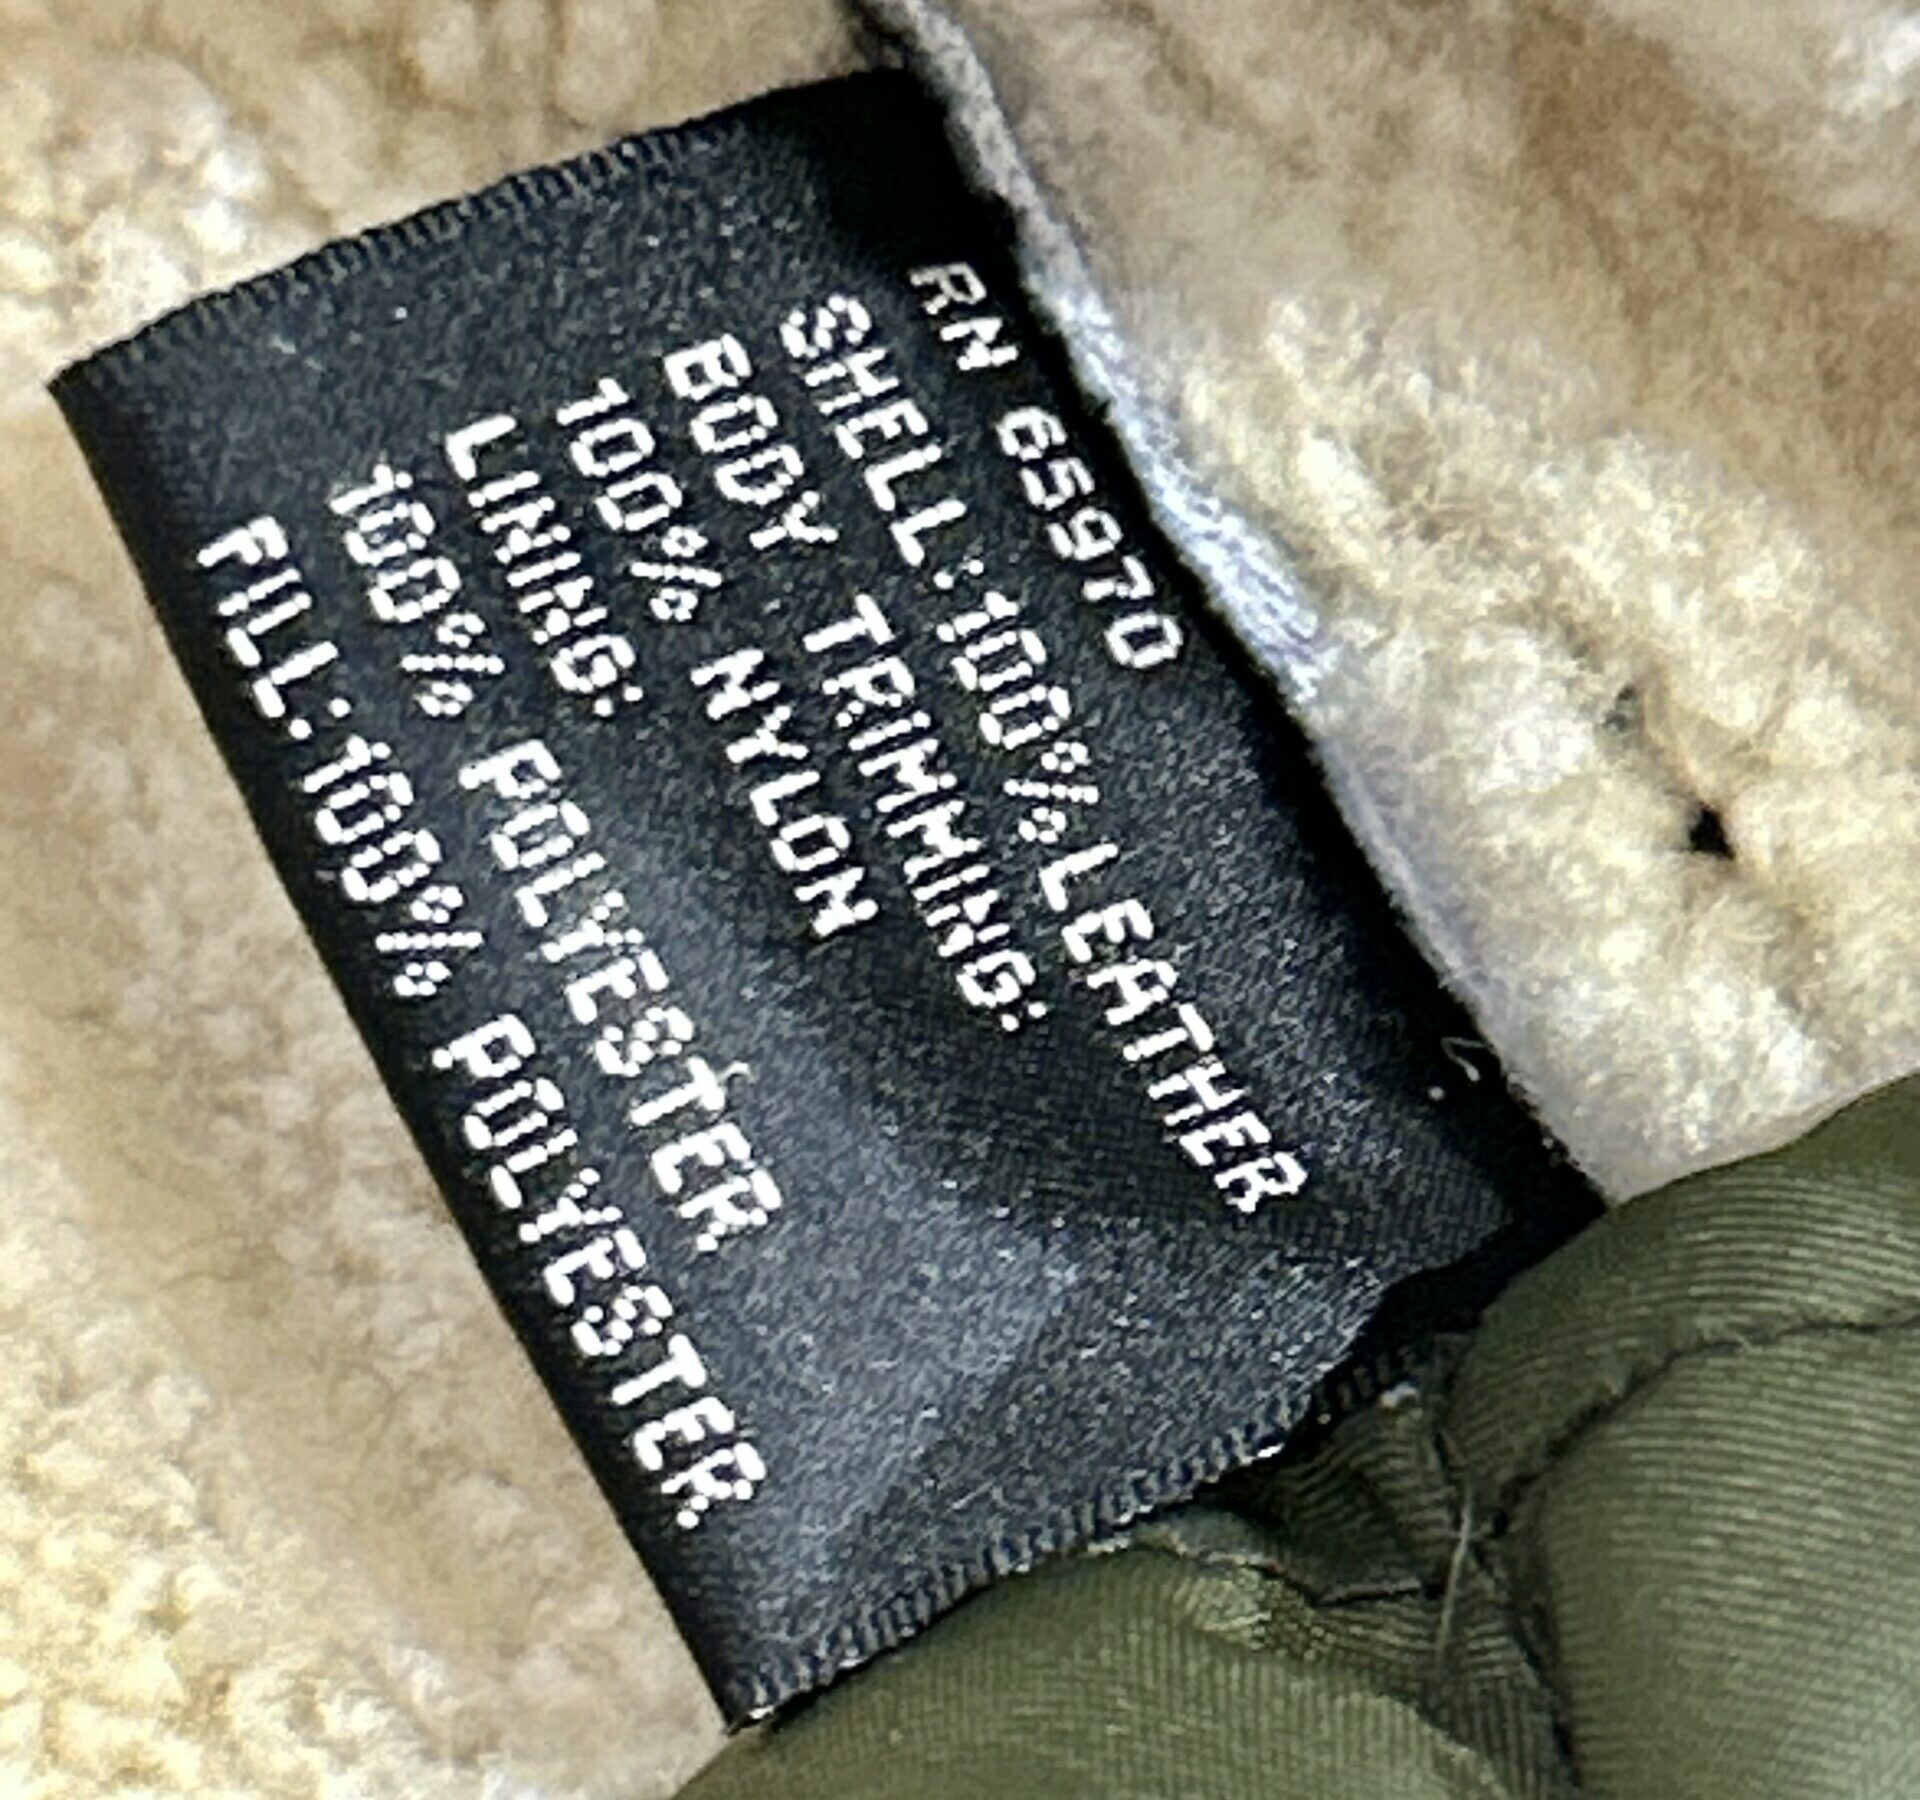 RN 65970
SHELL:100% LEATHER
BODY TRIMMING:
100% NYLON
LINING:
100% POLYESTER
FILL:100% POLYESTER